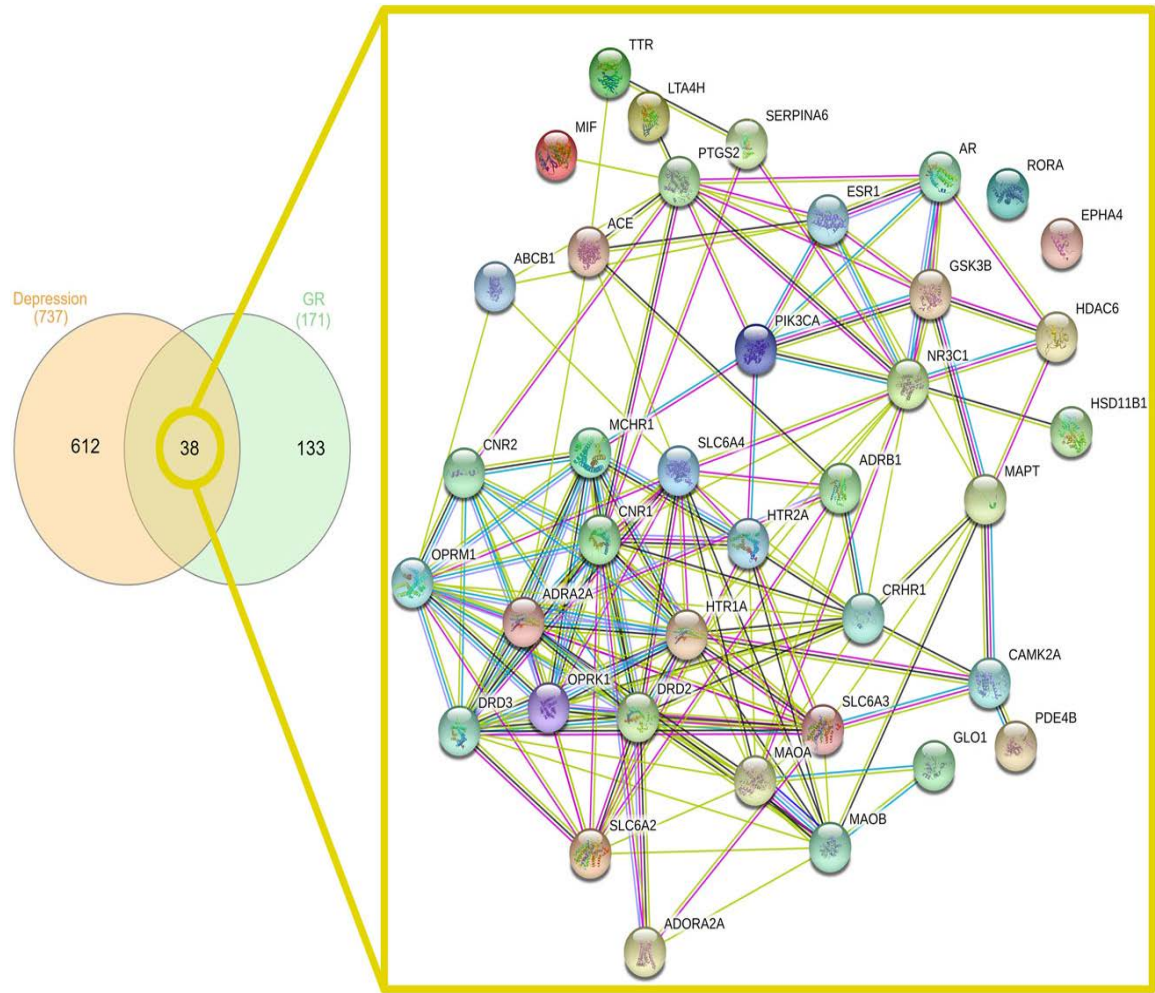 Depression
(737)
GR
(171)
612
38
133
TTR
LTA4H
MIF
SERPINA6
PTGS2
AR
RORA
ESR1
EPHA4
ACE
ABCB1
GSK3B
HDAC6
PIK3CA
NR3C1
HSD11B1
MCHR1
SLC6A4
CNR2
ADRB1
MAPT
CNR1
HTR2A
OPRM1
ADRA2A
HTR1A
CRHR1
CAMK2A
OPRK1
DRD2
DRD3
SLC6A3
PDE4B
GLO1
MAOA
MAOB
SLC6A2
ADORA2A